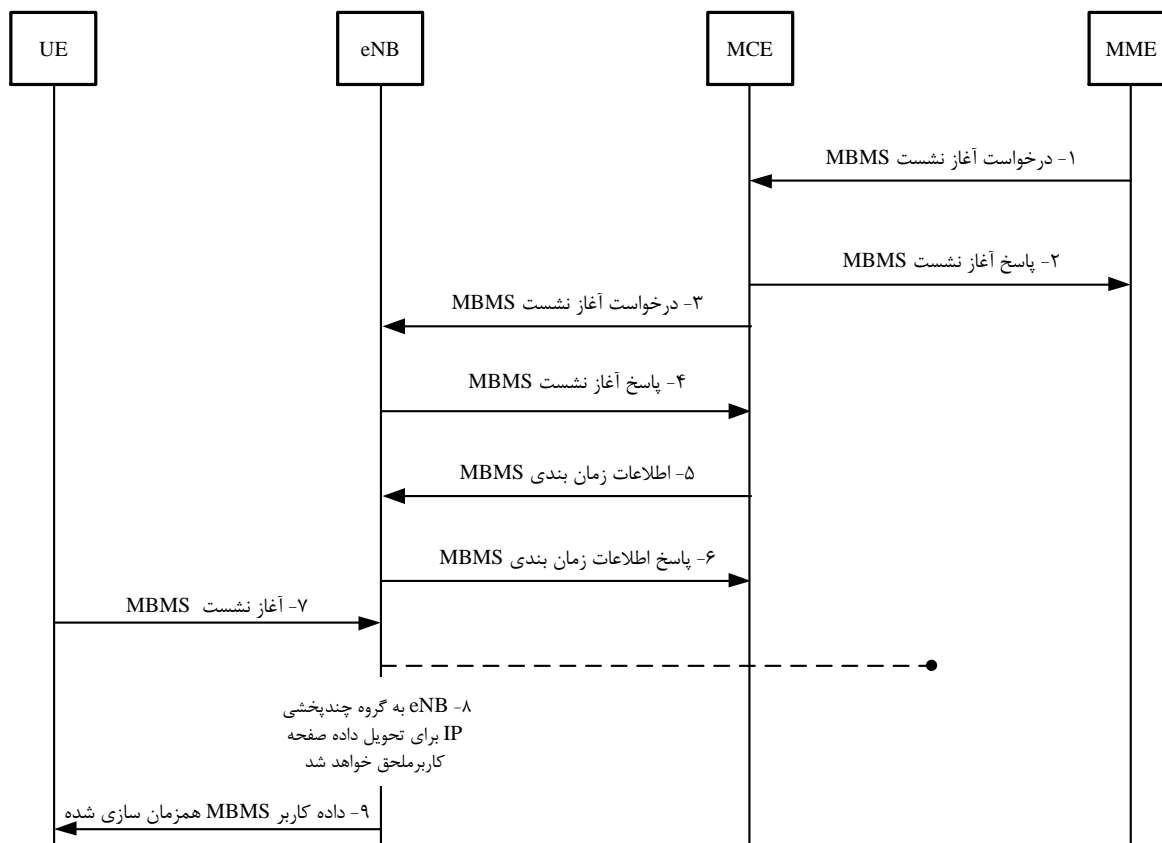 UE
eNB
MCE
MME
۱- درخواست آغاز نشست MBMS
۲- پاسخ آغاز نشست MBMS
۳- درخواست آغاز نشست MBMS
۴- پاسخ آغاز نشست MBMS
۵- اطلاعات زمان بندی MBMS
۶- پاسخ اطلاعات زمان بندی MBMS
۷- آغاز نشست MBMS
۸- eNB به گروه چندپخشی
IP برای تحویل داده صفحه
کاربرملحق خواهد شد
۹- داده کاربر MBMS همزمان سازی شده